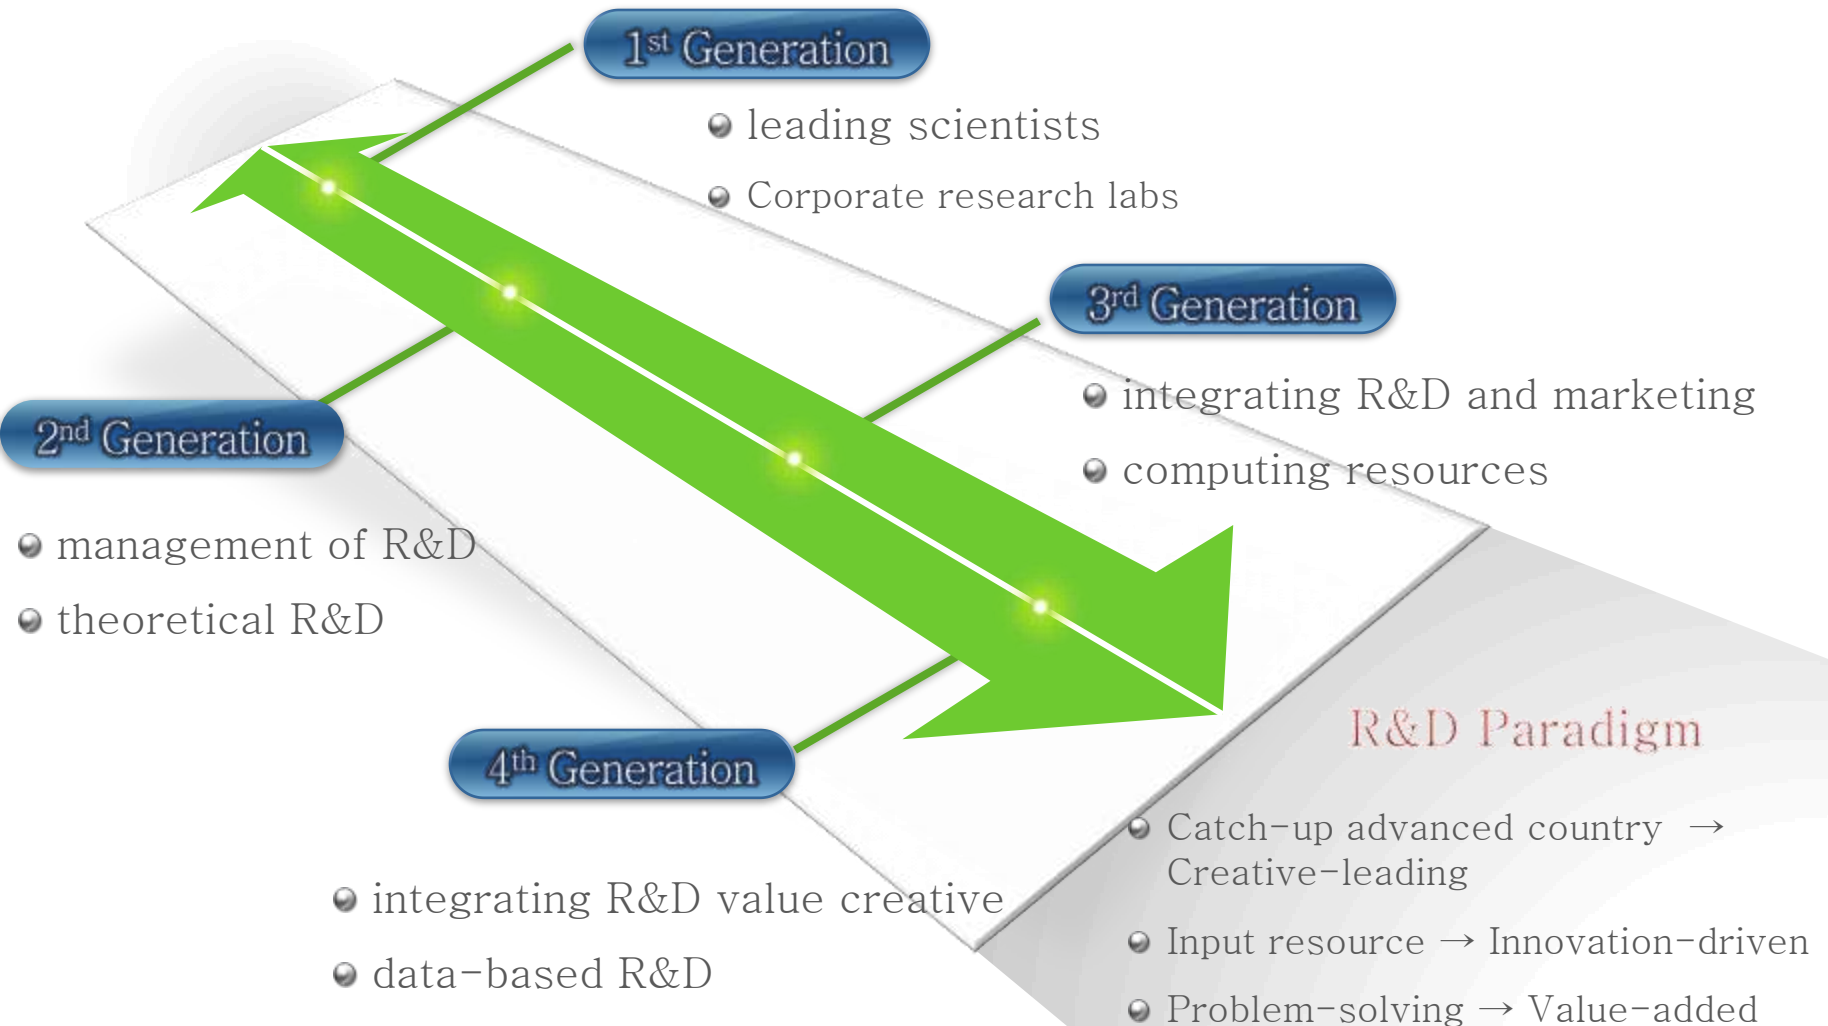 1st Generation
leading scientists
Corporate research labs
2nd Generation
management of R&D
theoretical R&D
3rd Generation
integrating R&D and marketing
computing resources
4th Generation
integrating R&D value creative
data-based R&D
R&D Paradigm
Catch-up advanced country →
Creative-leading
Input resource → Innovation-driven
Problem-solving → Value-added